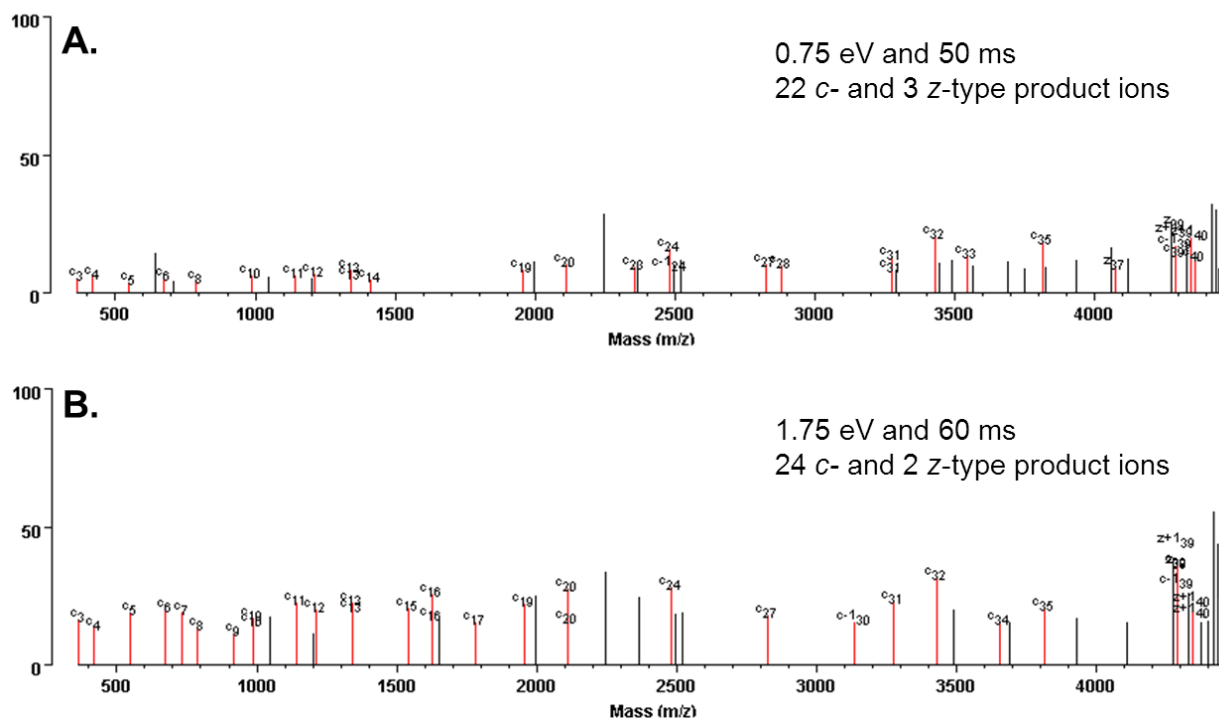 A.
0.75 eV and 50 ms
22 c- and 3 z-type product ions
100
50
0
c3 c4 c5 c6 c8 c10 c11 c12 c13 c13 c14 c19 c20 c23 c24 c-1 24 c27 c28 c31 c31 c32 c33 c35 z37
500 1000 1500 2000 2500 3000 3500 4000
Mass (m/z)
B.
1.75 eV and 60 ms
24 c- and 2 z-type product ions
100
50
0
c3 c4 c5 c6 c7 c8 c9 c10 c10 c11 c12 c13 c13 c15 c16 c16 c17 c19 c20 c20 c24 c27 c-1 30 c31 c32 c34 c35 z+1 39 c-1 39 z+1 40 z+1 40
500 1000 1500 2000 2500 3000 3500 4000
Mass (m/z)